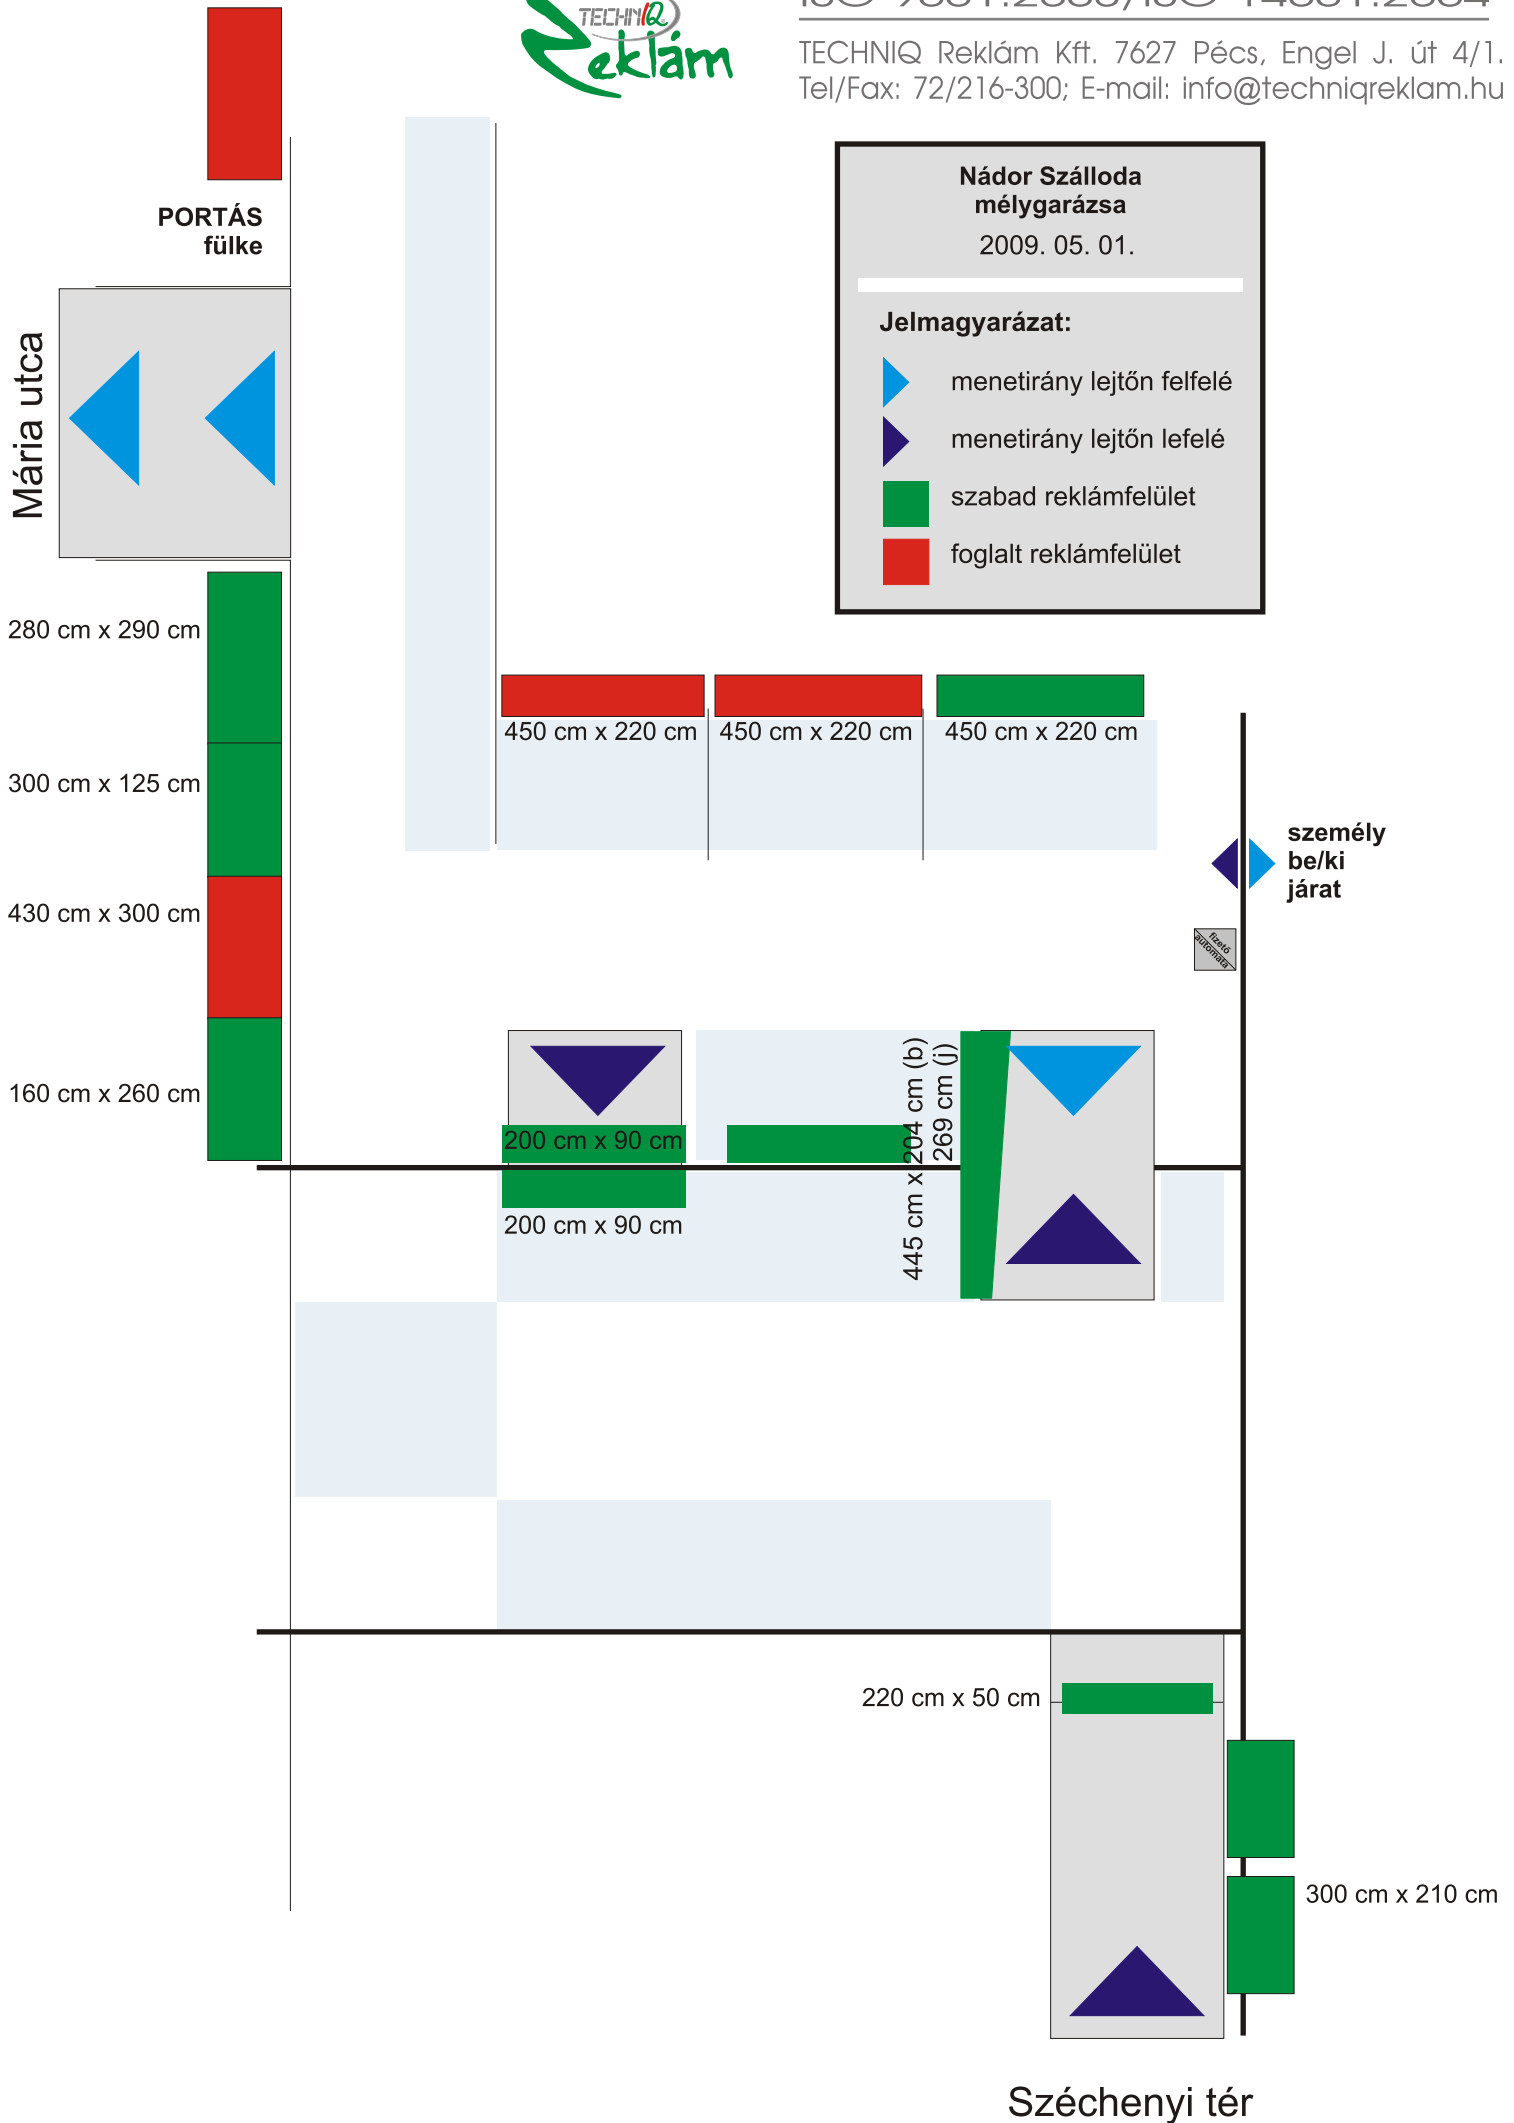 TECHNIQ
Reklám
TECHNIQ Reklám Kft. 7627 Pécs, Engel J. út 4/1.
Tel/Fax: 72/216-300; E-mail: info@techniqreklam.hu
Nádor Szálloda
mélygarázsa
2009. 05. 01.
Jelmagyarázat:
menetirány lejtőn felfelé
menetirány lejtőn lefelé
szabad reklámfelület
foglalt reklámfelület
PORTÁS
fülke
Mária utca
280 cm x 290 cm
300 cm x 125 cm
430 cm x 300 cm
160 cm x 260 cm
450 cm x 220 cm
450 cm x 220 cm
450 cm x 220 cm
személy
be/ki
járat
fizető
automata
200 cm x 90 cm
200 cm x 90 cm
445 cm x 204 cm (b)
269 cm (j)
220 cm x 50 cm
300 cm x 210 cm
Széchenyi tér